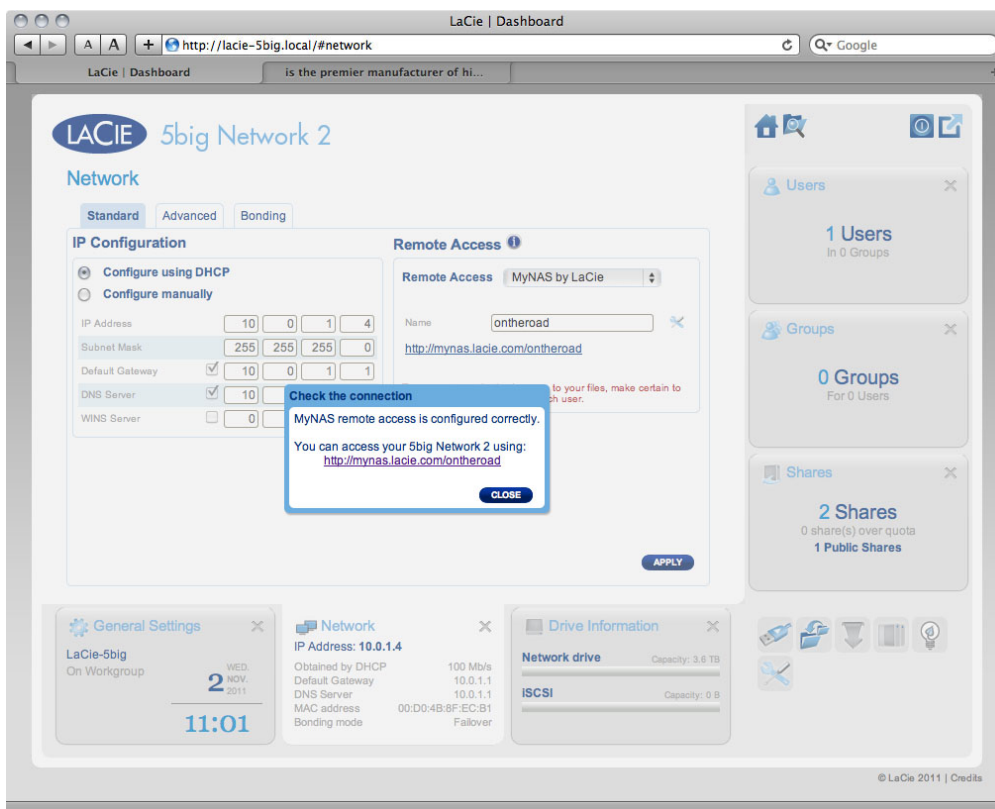 LaCie | Dashboard
A A + http://lacie-5big.local/#network Google
LaCie | Dashboard is the premier manufacturer of hi...
LACIE 5big Network 2
Network
Standard Advanced Bonding
IP Configuration
Configure using DHCP
Configure manually
IP Address 10 0 1 4
Subnet Mask 255 255 255 0
Default Gateway 10 0 1 1
DNS Server 10
WINS Server 0
Remote Access
Remote Access MyNAS by LaCie
Name ontheroad
http://mynas.lacie.com/ontheroad
to your files, make certain to
ch user.
Check the connection
MyNAS remote access is configured correctly.
You can access your 5big Network 2 using:
http://mynas.lacie.com/ontheroad
CLOSE
APPLY
Users
1 Users
In 0 Groups
Groups
0 Groups
For 0 Users
Shares
2 Shares
0 share(s) over quota
1 Public Shares
General Settings
LaCie-5big
On Workgroup
WED.
2 NOV.
2011
11:01
Network
IP Address: 10.0.1.4
Obtained by DHCP 100 Mb/s
Default Gateway 10.0.1.1
DNS Server 10.0.1.1
MAC address 00:D0:4B:8F:EC:B1
Bonding mode Failover
Drive Information
Network drive Capacity: 3.6 TB
iSCSI Capacity: 0 B
© LaCie 2011 | Credits